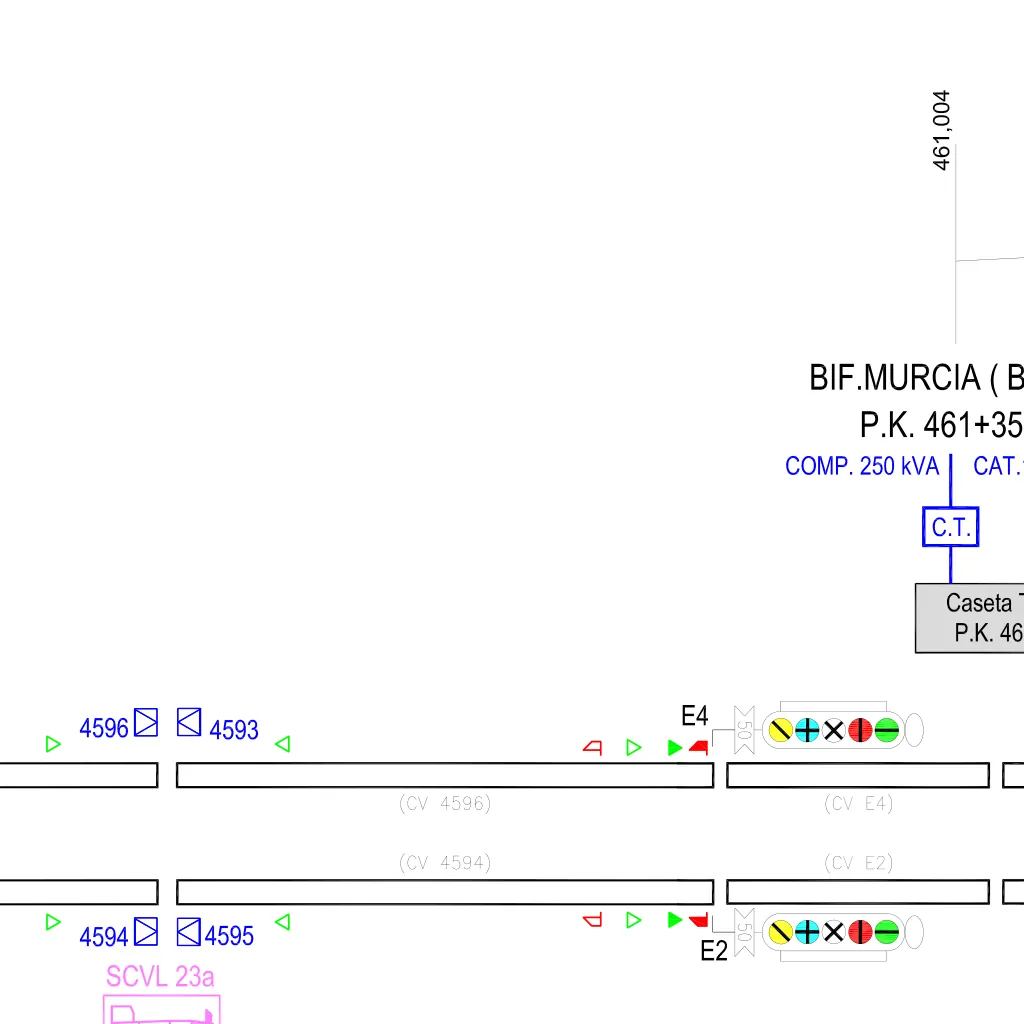 461,004
BIF.MURCIA ( B
P.K. 461+35
COMP. 250 kVA
CAT.
C.T.
Caseta
P.K. 46
E4
4596
4593
50
(CV 4596)
(CV E4)
(CV 4594)
(CV E2)
4594
4595
50
E2
SCVL 23a